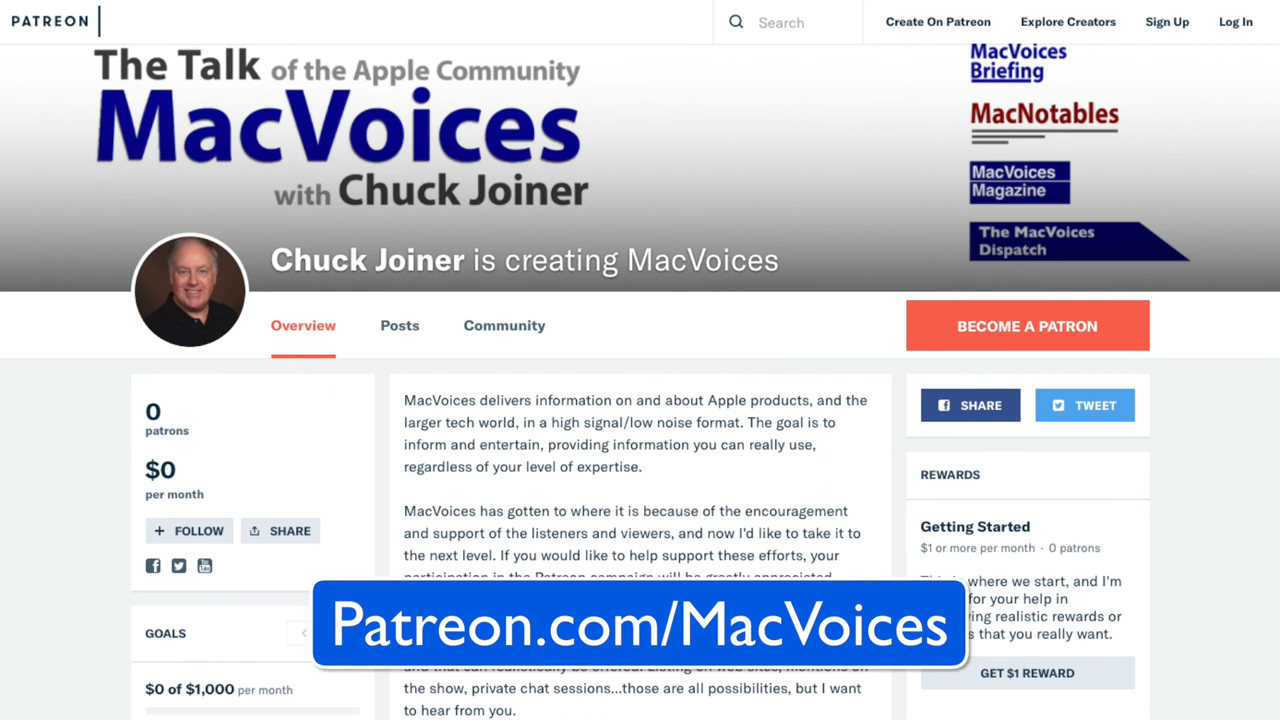 PATREON
Search
Create On Patreon
Explore Creators
Sign Up
Log In
The Talk of the Apple Community
MacVoices
with Chuck Joiner
MacVoices
Briefing
MacNotables
MacVoices
Magazine
The MacVoices
Dispatch
Chuck Joiner is creating MacVoices
Overview
Posts
Community
BECOME A PATRON
0
patrons
$0
per month
+ FOLLOW
SHARE
GOALS
$0 of $1,000 per month
MacVoices delivers information on and about Apple products, and the
larger tech world, in a high signal/low noise format. The goal is to
inform and entertain, providing information you can really use,
regardless of your level of expertise.
MacVoices has gotten to where it is because of the encouragement
and support of the listeners and viewers, and now I'd like to take it to
the next level. If you would like to help support these efforts, your
participation in the Patreon campaign will be greatly appreciated
the show, private chat sessions...those are all possibilities, but I want
to hear from you.
SHARE
TWEET
REWARDS
Getting Started
$1 or more per month · 0 patrons
where we start, and I'm
for your help in
realistic rewards or
that you really want.
GET $1 REWARD
Patreon.com/MacVoices